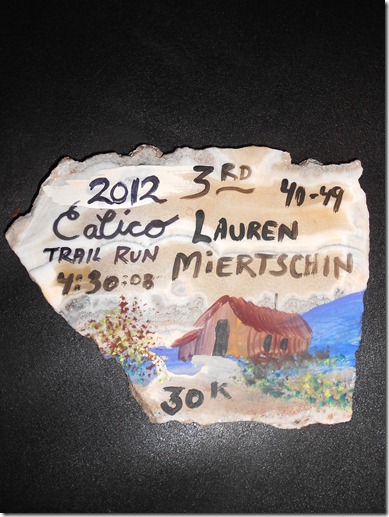 2012 3RD 40-49
Calico LAUREN
TRAIL RUN MiERTSCHIN
4:30:08
30K